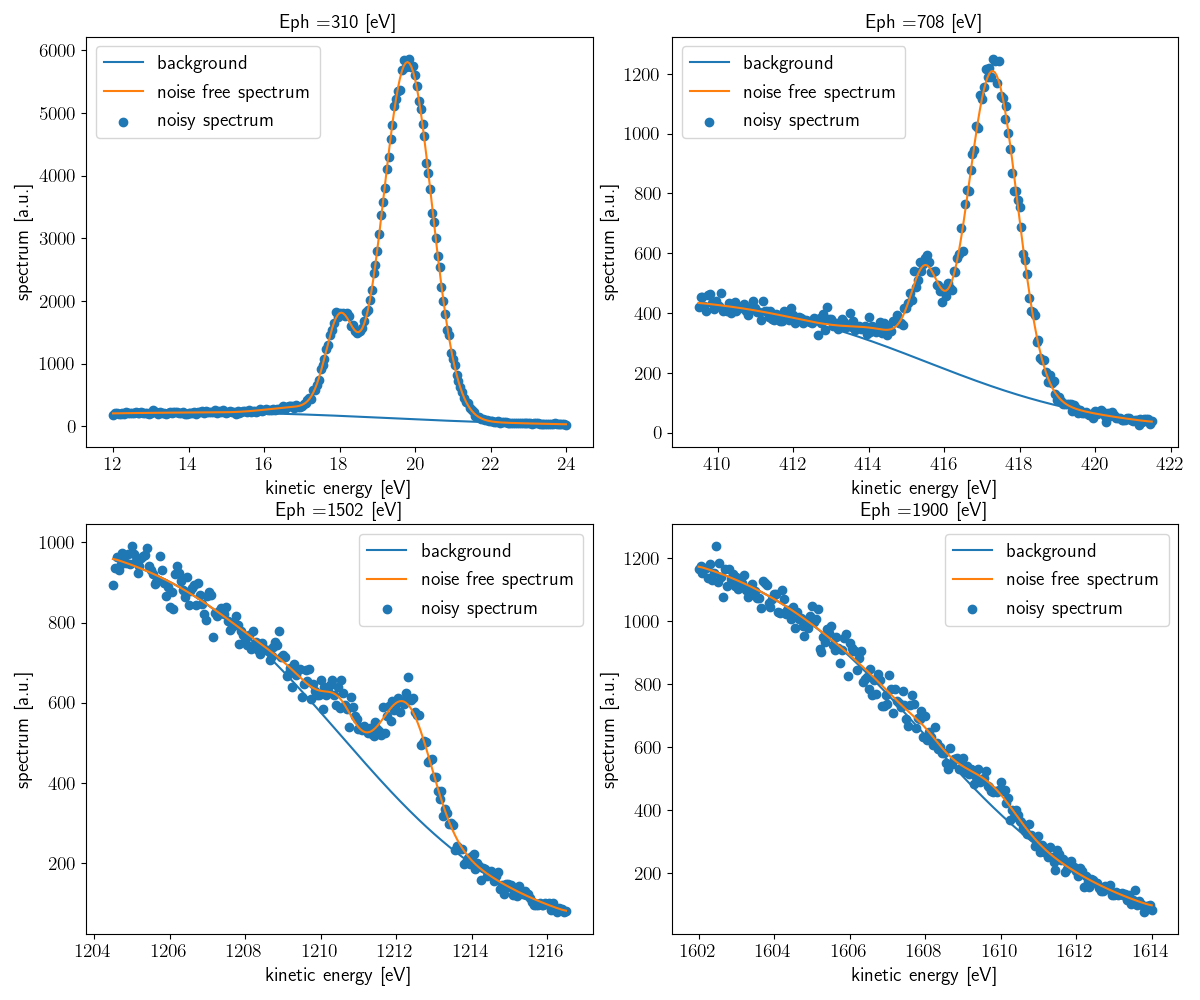 Eph =310 [eV]
6000
5000
4000
3000
2000
1000
0
spectrum [a.u.]
background
noise free spectrum
noisy spectrum
12 14 16 18 20 22 24
kinetic energy [eV]
Eph =708 [eV]
1200
1000
800
600
400
200
0
spectrum [a.u.]
background
noise free spectrum
noisy spectrum
410 412 414 416 418 420 422
kinetic energy [eV]
Eph =1502 [eV]
1000
800
600
400
200
spectrum [a.u.]
background
noise free spectrum
noisy spectrum
1204 1206 1208 1210 1212 1214 1216
kinetic energy [eV]
Eph =1900 [eV]
1200
1000
800
600
400
200
spectrum [a.u.]
background
noise free spectrum
noisy spectrum
1602 1604 1606 1608 1610 1612 1614
kinetic energy [eV]